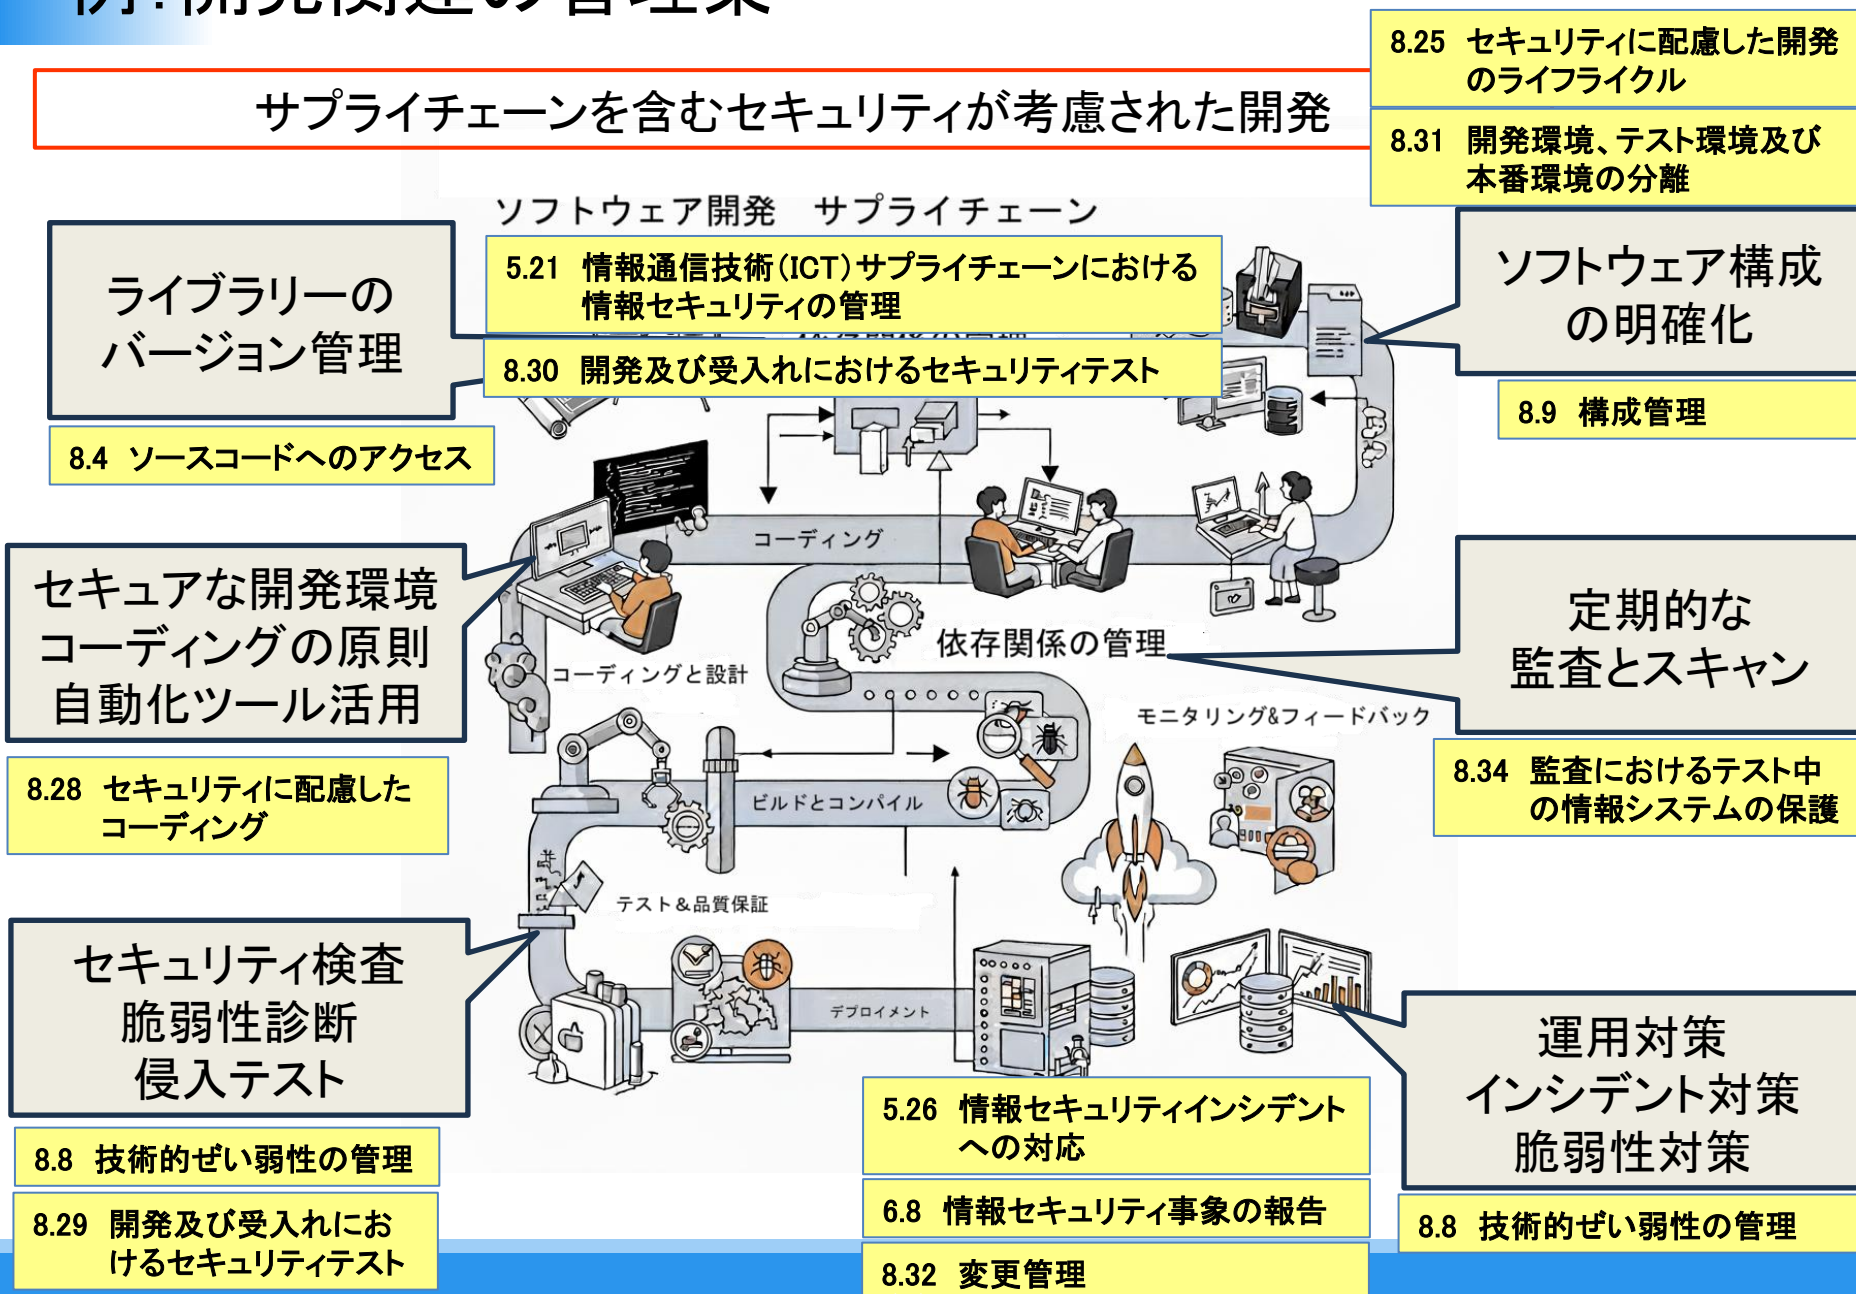 例：開発関連の管理策
サプライチェーンを含むセキュリティが考慮された開発
8.25 セキュリティに配慮した開発
のライフライクル
8.31 開発環境、テスト環境及び
本番環境の分離
ソフトウェア開発 サプライチェーン
ライブラリーの
バージョン管理
5.21 情報通信技術(ICT)サプライチェーンにおける
情報セキュリティの管理
8.30 開発及び受入れにおけるセキュリティテスト
ソフトウェア構成
の明確化
8.9 構成管理
8.4 ソースコードへのアクセス
コーディング
セキュアな開発環境
コーディングの原則
自動化ツール活用
8.28 セキュリティに配慮した
コーディング
コーディングと設計
依存関係の管理
定期的な
監査とスキャン
8.34 監査におけるテスト中
の情報システムの保護
モニタリング&フィードバック
ビルドとコンパイル
テスト&品質保証
デプロイメント
セキュリティ検査
脆弱性診断
侵入テスト
8.8 技術的ぜい弱性の管理
8.29 開発及び受入れにお
けるセキュリティテスト
5.26 情報セキュリティインシデント
への対応
6.8 情報セキュリティ事象の報告
8.32 変更管理
運用対策
インシデント対策
脆弱性対策
8.8 技術的ぜい弱性の管理